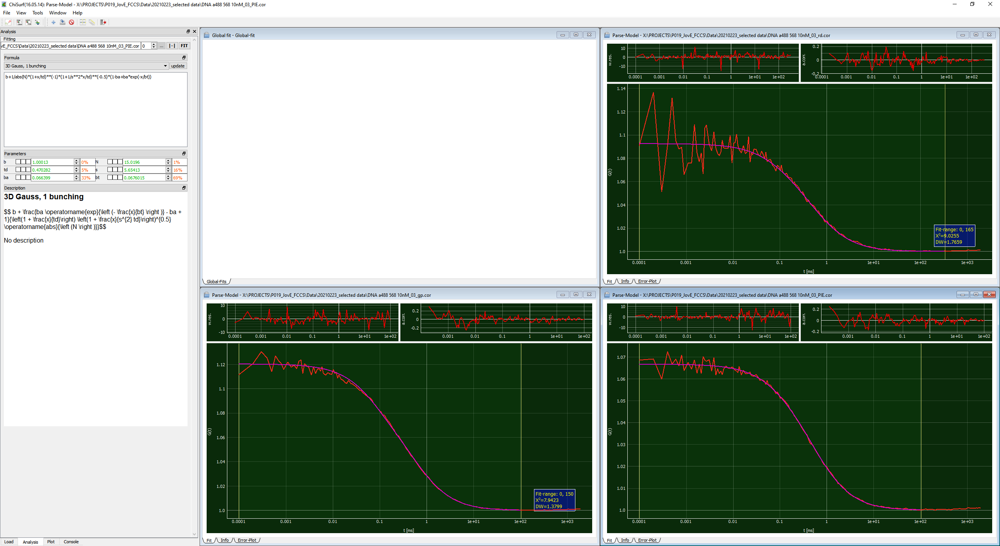 ChiSurf(16.05.14): Parse-Model - X:\PROJECTS\P019_JovE_FCCS\Data\20210223_selected data\DNA a488 568 10nM_03_PIE.cor
File View Tools Window Help
Analysis
Fitting
vE_FCCS\Data\20210223_selected data\DNA a488 568 10nM_03_PIE.cor 0 ... |-| FIT
Formula
3D Gauss, 1 bunching update
b+1/abs(N)*(1+x/td)**(-1)*(1+1/s**2*x/td)**(-0.5)*(1-ba+ba*exp(-x/bt))
Parameters
b 1.00013 0% N 15.0196 1%
td 0.470282 5% s 5.65413 16%
ba 0.066399 33% bt 0.0676015 69%
Description
3D Gauss, 1 bunching
$$ b + \frac{ba \operatorname{exp}{\left (- \frac{x}{bt} \right )} - ba +
1}{\left(1 + \frac{x}{td}\right) \left(1 + \frac{x}{s^{2} td}\right)^{0.5}
\operatorname{abs}{\left (N \right )}}$$
No description
Load Analysis Plot Console
Global fit - Global-fit
Global-Fits
Parse-Model - X:\PROJECTS\P019_JovE_FCCS\Data\20210223_selected data\DNA a488 568 10nM_03_rd.cor
w.res.
10
0
-10
0.0001 0.001 0.01 0.1 1 1e+01 1e+02
a.corr.
0.2
0
-0.2
0.0001 0.001 0.01 0.1 1 1e+01 1e+02
G(t)
1.14
1.12
1.1
1.08
1.06
1.04
1.02
1.0
Fit-range: 0, 165
X²=9.0255
DW=1.7659
0.0001 0.001 0.01 0.1 1 1e+01 1e+02 1e+03
t [ms]
Fit Info Error-Plot
Parse-Model - X:\PROJECTS\P019_JovE_FCCS\Data\20210223_selected data\DNA a488 568 10nM_03_gp.cor
w.res.
10
0
-10
0.0001 0.001 0.01 0.1 1 1e+01 1e+02
a.corr.
0.2
0
-0.2
0.001 0.01 0.1 1 1e+01 1e+02
G(t)
1.12
1.1
1.08
1.06
1.04
1.02
1.0
Fit-range: 0, 150
X²=7.9423
DW=1.3799
0.0001 0.001 0.01 0.1 1 1e+01 1e+02 1e+03
t [ms]
Fit Info Error-Plot
Parse-Model - X:\PROJECTS\P019_JovE_FCCS\Data\20210223_selected data\DNA a488 568 10nM_03_PIE.cor
w.res.
10
0
-10
0.0001 0.001 0.01 0.1 1 1e+01 1e+02
a.corr.
0.2
0
-0.2
0.001 0.01 0.1 1 1e+01 1e+02
G(t)
1.07
1.06
1.05
1.04
1.03
1.02
1.01
1.0
0.0001 0.001 0.01 0.1 1 1e+01 1e+02 1e+03
t [ms]
Fit Info Error-Plot